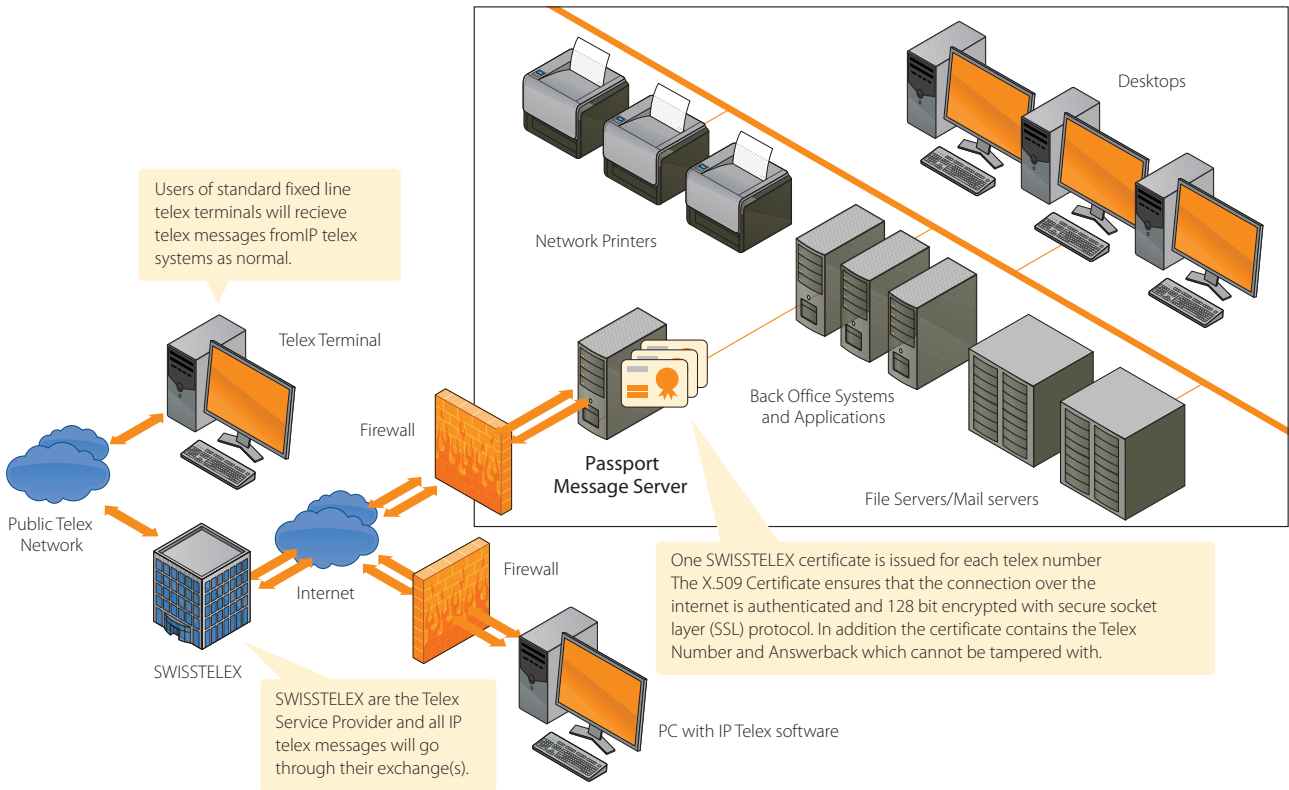 Desktops
Network Printers
Users of standard fixed line
telex terminals will recieve
telex messages fromIP telex
systems as normal.
Telex Terminal
Firewall
Back Office Systems
and Applications
Passport
Message Server
File Servers/Mail servers
Public Telex
Network
Internet
Firewall
SWISSTELEX
One SWISSTELEX certificate is issued for each telex number
The X.509 Certificate ensures that the connection over the
internet is authenticated and 128 bit encrypted with secure socket
layer (SSL) protocol. In addition the certificate contains the Telex
Number and Answerback which cannot be tampered with.
SWISSTELEX are the Telex
Service Provider and all IP
telex messages will go
through their exchange(s).
PC with IP Telex software